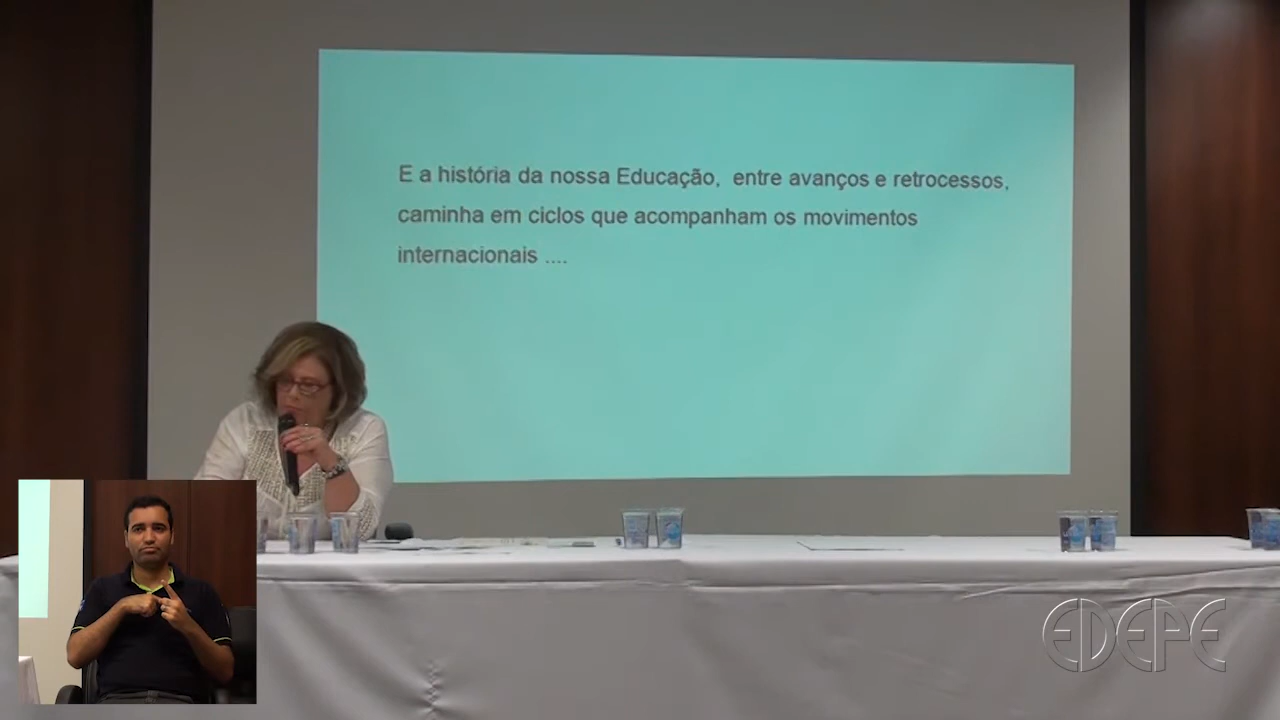 E a história da nossa Educação, entre avanços e retrocessos,
caminha em ciclos que acompanham os movimentos
internacionais ....
EDEPE